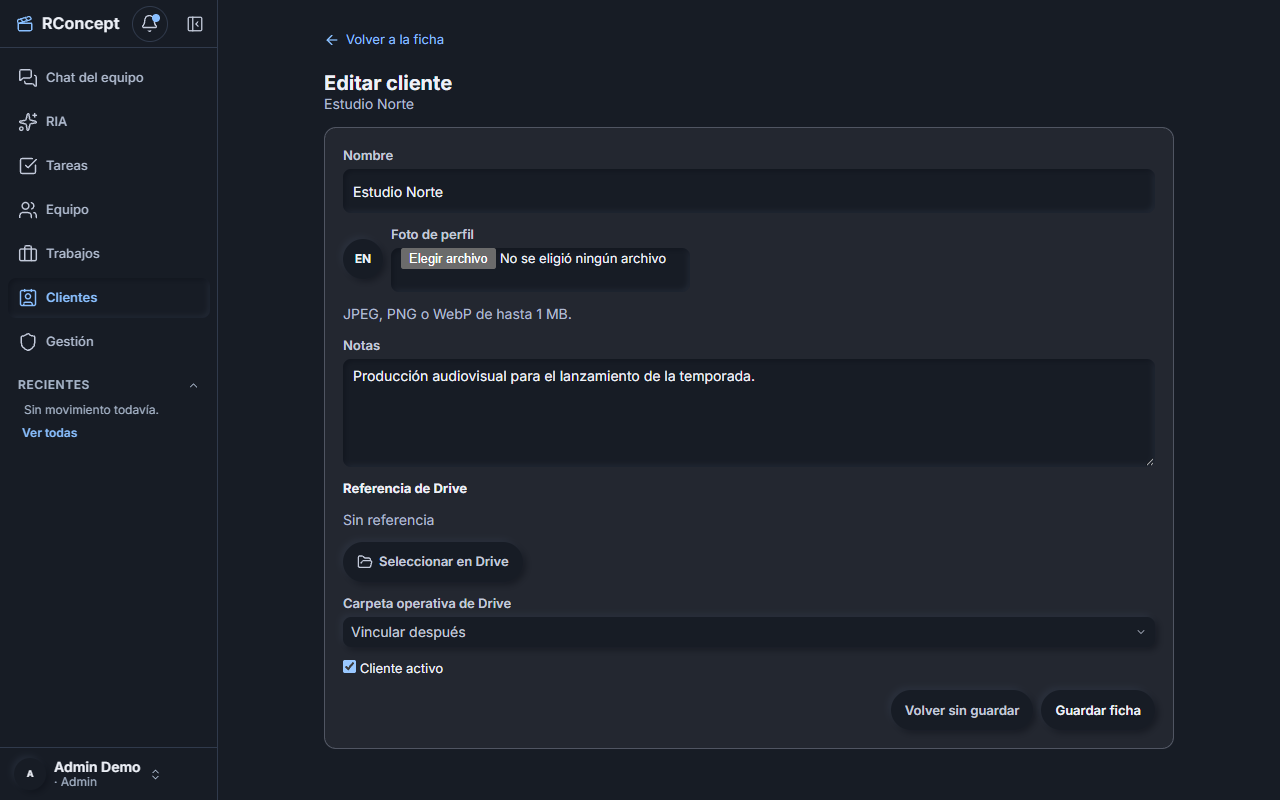 RConcept
Chat del equipo
RIA
Tareas
Equipo
Trabajos
Clientes
Gestión
RECIENTES
Sin movimiento todavía.
Ver todas
A
Admin Demo
· Admin
Volver a la ficha
Editar cliente
Estudio Norte
Nombre
Estudio Norte
EN
Foto de perfil
Elegir archivo No se eligió ningún archivo
JPEG, PNG o WebP de hasta 1 MB.
Notas
Producción audiovisual para el lanzamiento de la temporada.
Referencia de Drive
Sin referencia
Seleccionar en Drive
Carpeta operativa de Drive
Vincular después
Cliente activo
Volver sin guardar
Guardar ficha